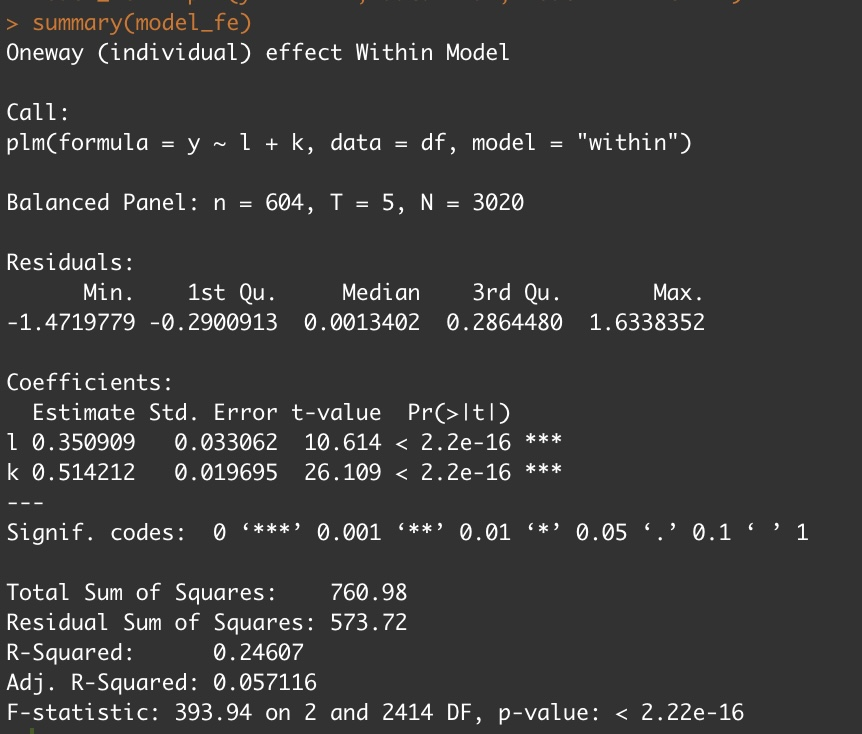 > summary(model_fe)
Oneway (individual) effect Within Model
Call:
plm(formula = y ~ l + k, data = df, model = "within")
Balanced Panel: n = 604, T = 5, N = 3020
Residuals:
      Min.    1st Qu.     Median    3rd Qu.       Max.
-1.4719779 -0.2900913  0.0013402  0.2864480  1.6338352
Coefficients:
  Estimate Std. Error t-value  Pr(>|t|)
l 0.350909   0.033062  10.614 < 2.2e-16 ***
k 0.514212   0.019695  26.109 < 2.2e-16 ***
---
Signif. codes:  0 ‘***’ 0.001 ‘**’ 0.01 ‘*’ 0.05 ‘.’ 0.1 ‘ ’ 1
Total Sum of Squares:    760.98
Residual Sum of Squares: 573.72
R-Squared:      0.24607
Adj. R-Squared: 0.057116
F-statistic: 393.94 on 2 and 2414 DF, p-value: < 2.22e-16